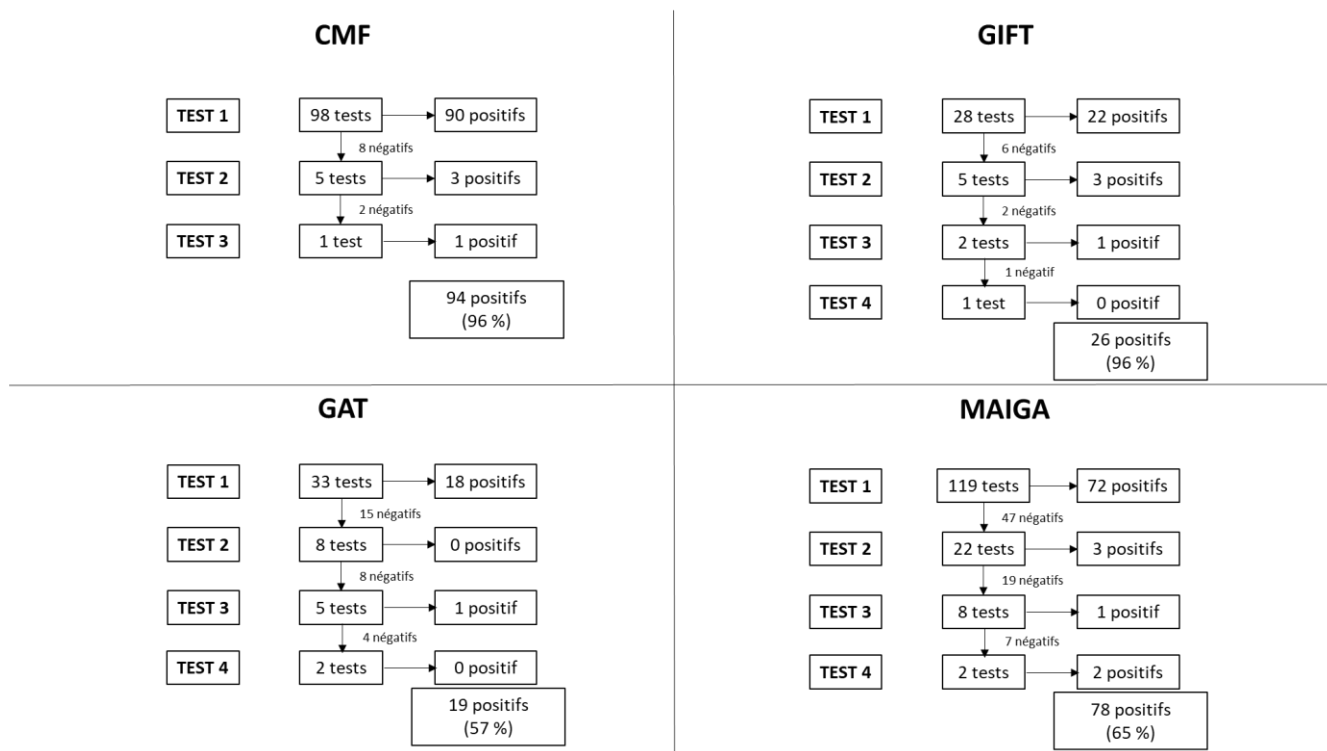 CMF
TEST 1
98 tests
90 positifs
8 négatifs
TEST 2
5 tests
3 positifs
2 négatifs
TEST 3
1 test
1 positif
94 positifs
(96 %)
GIFT
TEST 1
28 tests
22 positifs
6 négatifs
TEST 2
5 tests
3 positifs
2 négatifs
TEST 3
2 tests
1 positif
1 négatif
TEST 4
1 test
0 positif
26 positifs
(96 %)
GAT
TEST 1
33 tests
18 positifs
15 négatifs
TEST 2
8 tests
0 positifs
8 négatifs
TEST 3
5 tests
1 positif
4 négatifs
TEST 4
2 tests
0 positif
19 positifs
(57 %)
MAIGA
TEST 1
119 tests
72 positifs
47 négatifs
TEST 2
22 tests
3 positifs
19 négatifs
TEST 3
8 tests
1 positif
7 négatifs
TEST 4
2 tests
2 positifs
78 positifs
(65 %)